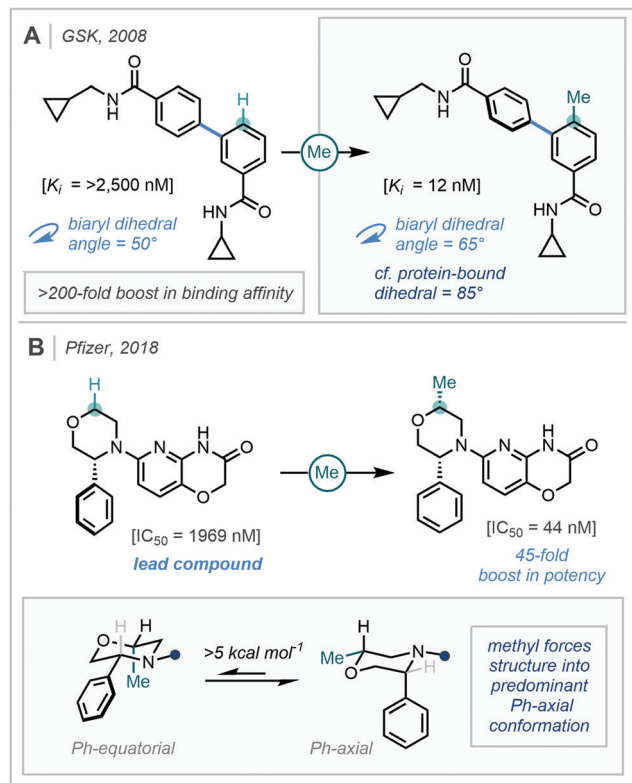 A GSK, 2008
O
N
H
H
[Ki = >2,500 nM]
HN
O
biaryl dihedral
angle = 50°
>200-fold boost in binding affinity
Me
O
N
H
Me
[Ki = 12 nM]
HN
O
biaryl dihedral
angle = 65°
cf. protein-bound
dihedral = 85°
B Pfizer, 2018
H
O
N
N
H
N
O
O
[IC50 = 1969 nM]
lead compound
Me
Me
O
N
N
H
N
O
O
[IC50 = 44 nM]
45-fold
boost in potency
H
H
O
N
Me
Ph-equatorial
>5 kcal mol-1
H
Me
N
O
H
Ph-axial
methyl forces
structure into
predominant
Ph-axial
conformation